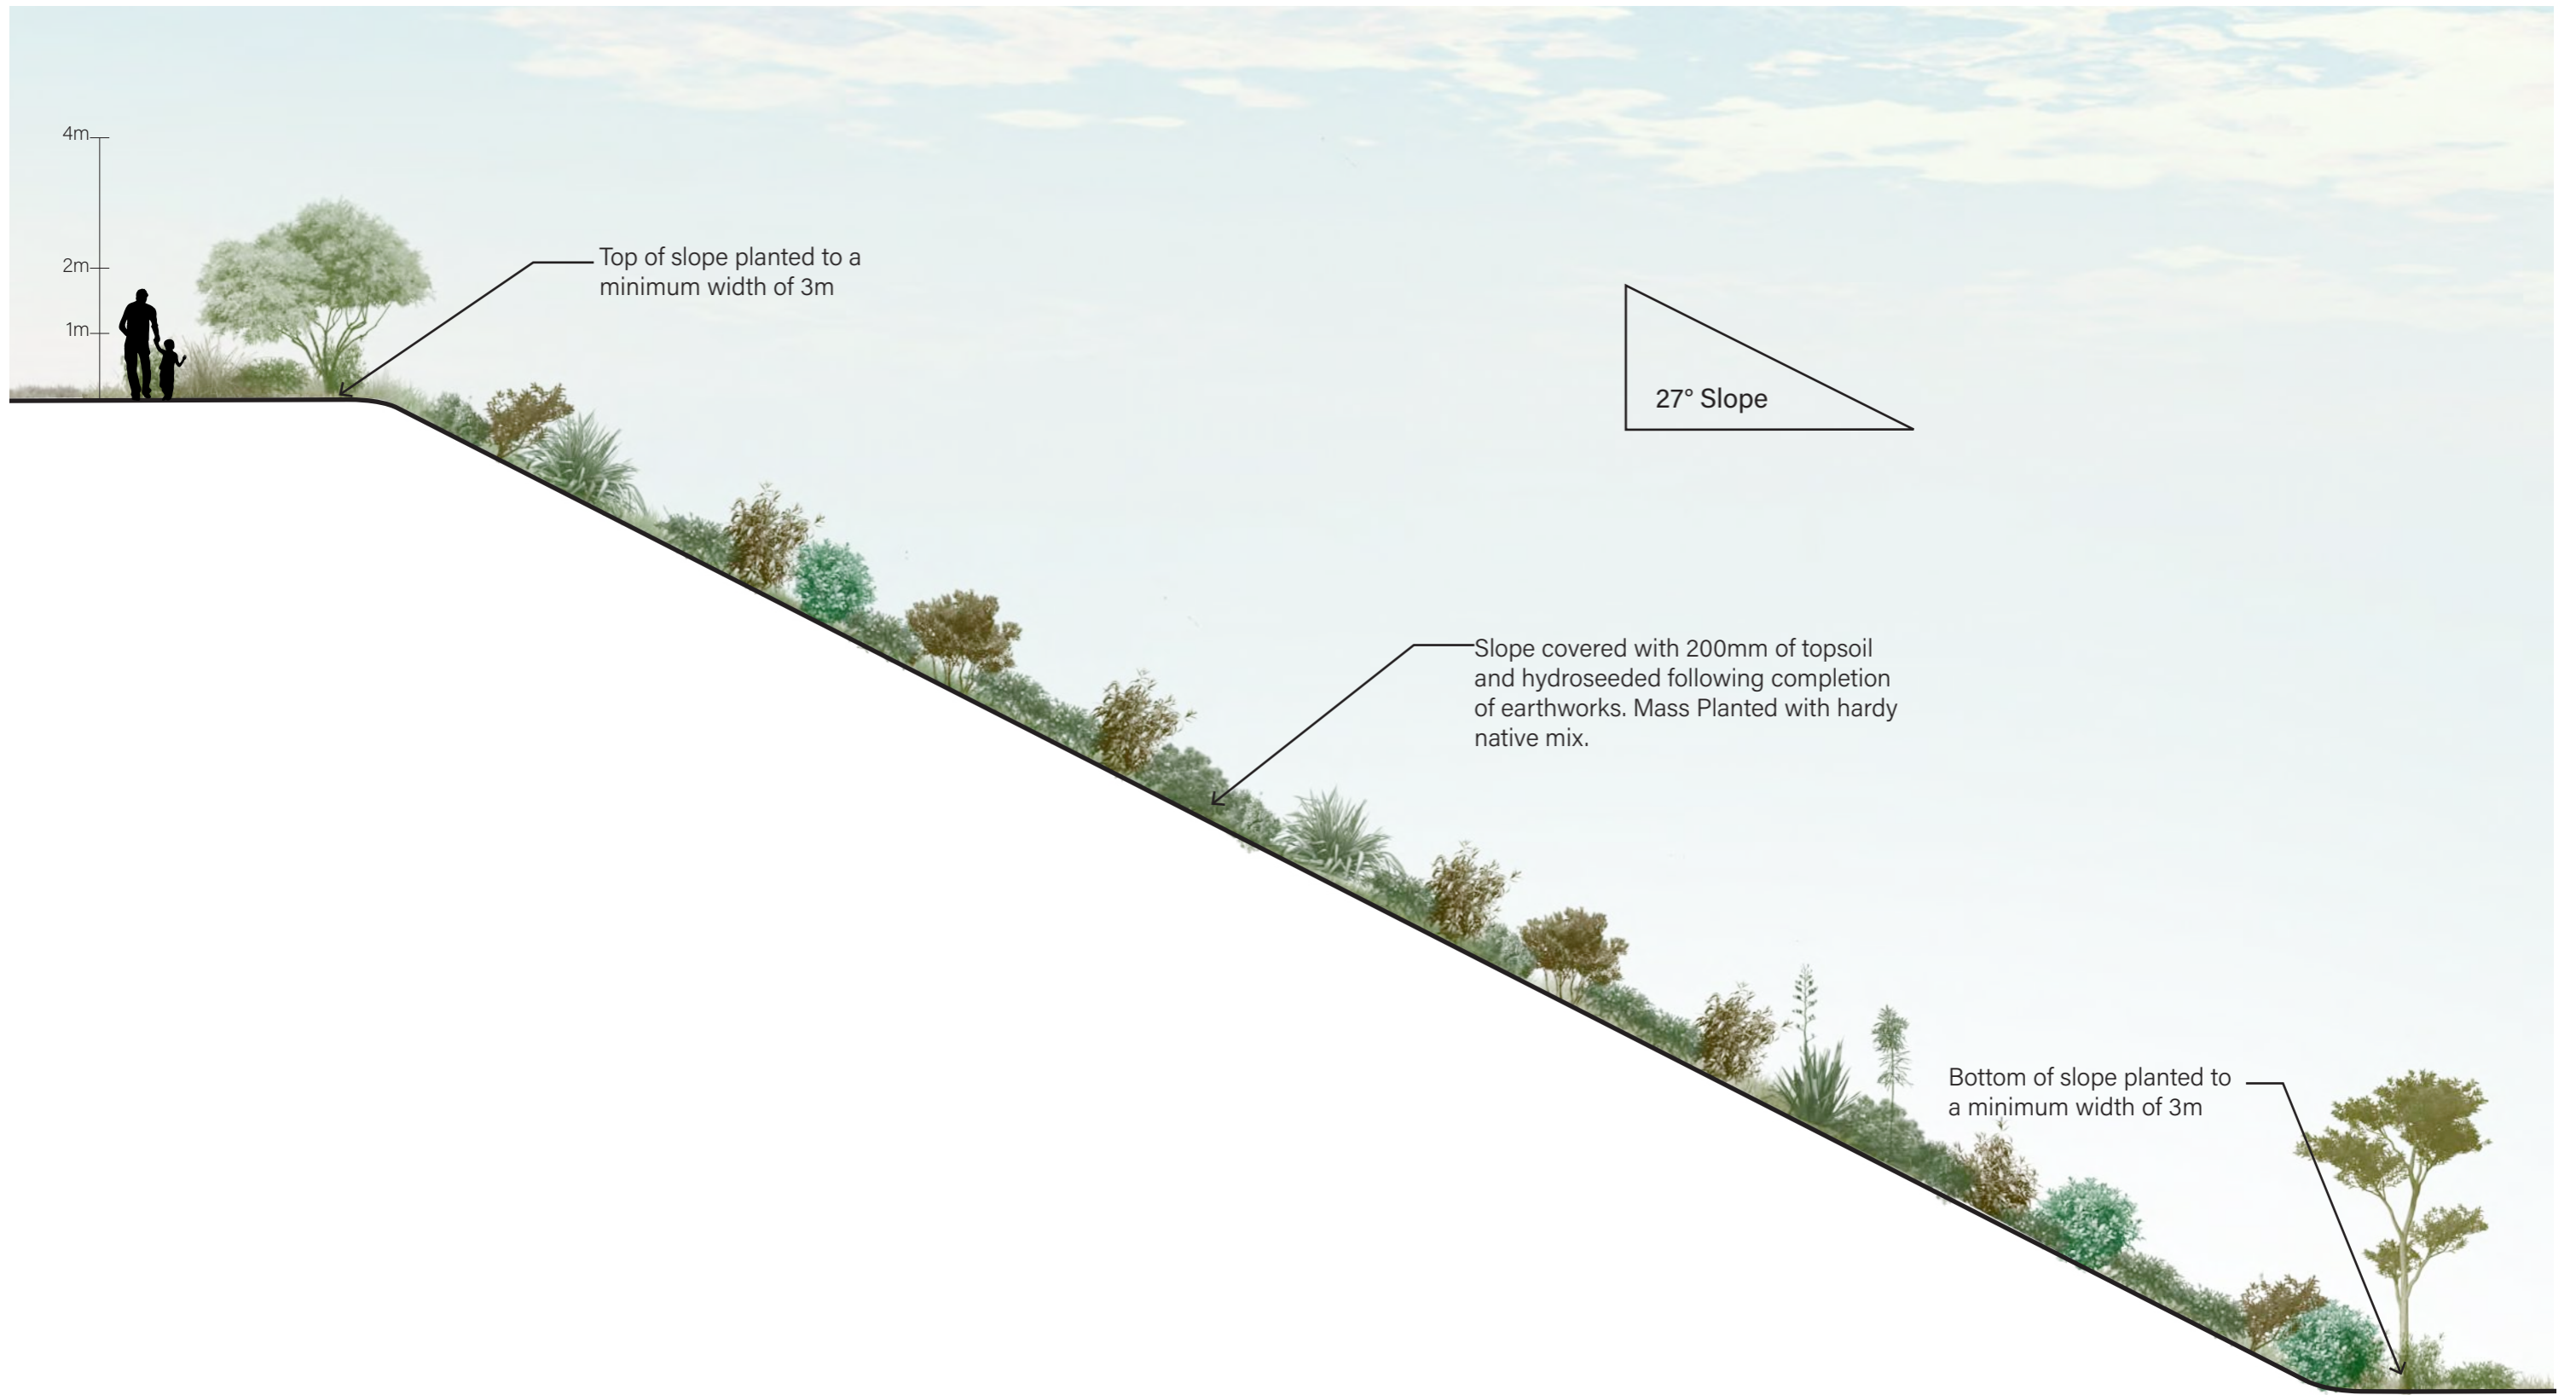 4m
2m
1m
Top of slope planted to a
minimum width of 3m
27° Slope
Slope covered with 200mm of topsoil
and hydroseeded following completion
of earthworks. Mass Planted with hardy
native mix.
Bottom of slope planted to
a minimum width of 3m